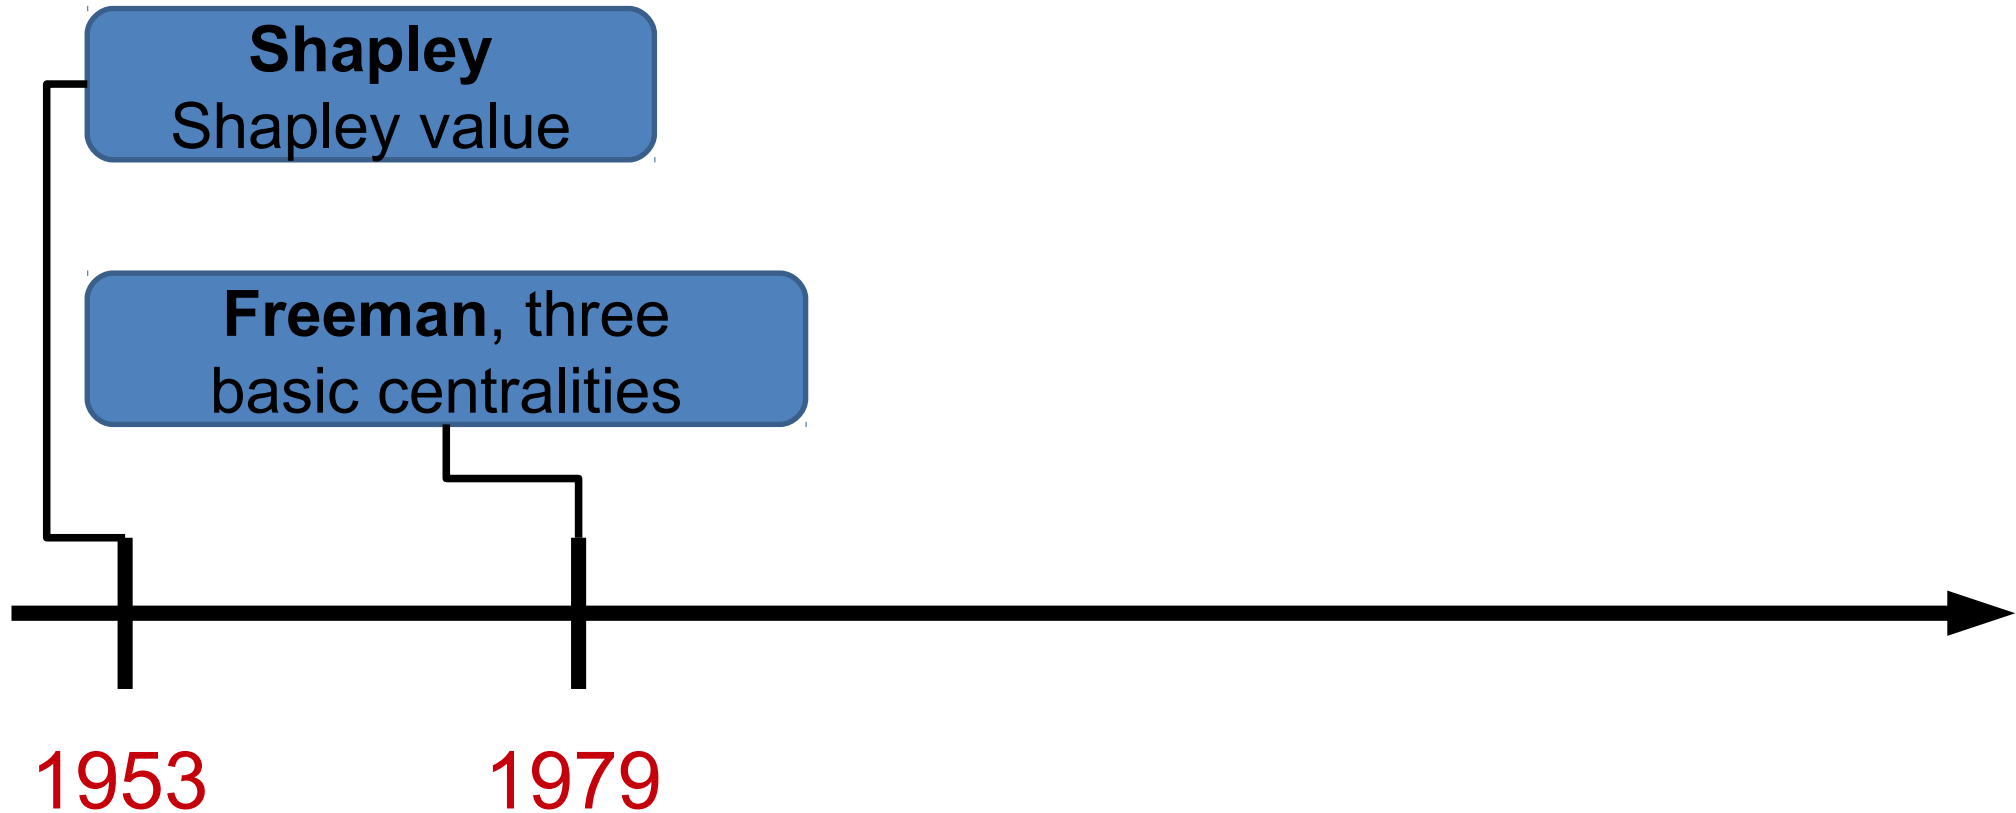 Shapley
Shapley value
Freeman, three
basic centralities
1953
1979